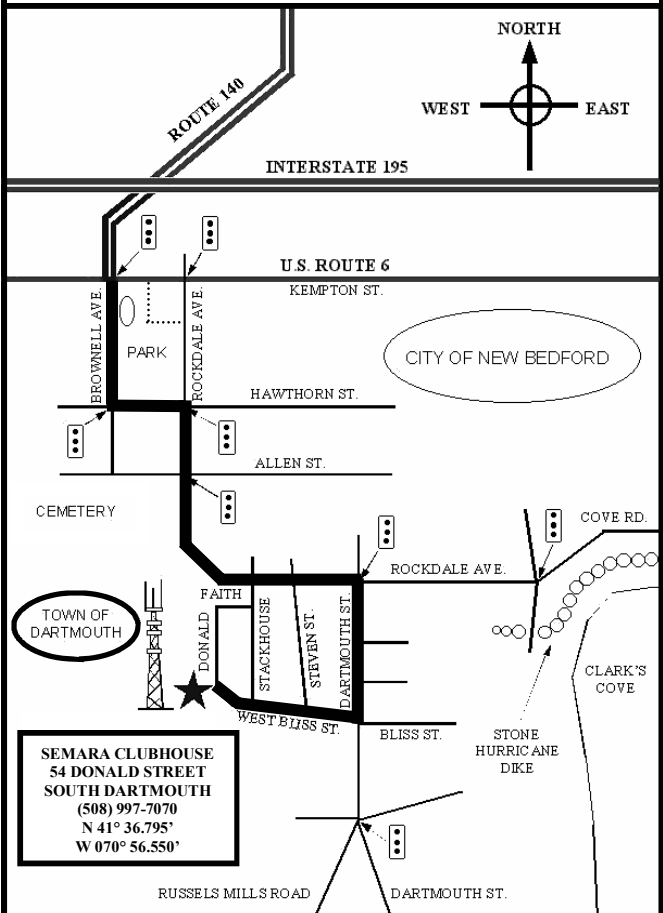 NORTH
WEST
EAST
ROUTE 140
INTERSTATE 195
U.S. ROUTE 6
KEMPTON ST.
BROWNELL AVE.
PARK
ROCKDALE AVE.
CITY OF NEW BEDFORD
HAWTHORN ST.
ALLEN ST.
CEMETERY
COVE RD.
ROCKDALE AVE.
FAITH
TOWN OF
DARTMOUTH
DONALD
STACKHOUSE
STEVEN ST.
DARTMOUTH ST.
CLARK'S
COVE
WEST BLISS ST.
BLISS ST.
STONE
HURRICANE
DIKE
SEMARA CLUBHOUSE
54 DONALD STREET
SOUTH DARTMOUTH
(508) 997-7070
N 41° 36.795’
W 070° 56.550’
RUSSELS MILLS ROAD
DARTMOUTH ST.